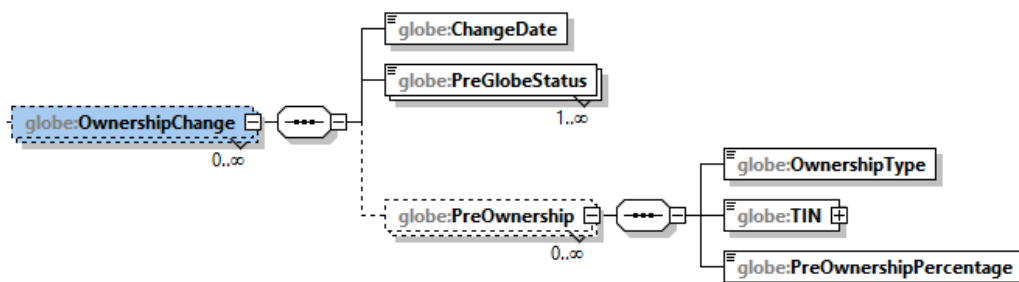 globe:ChangeDate
globe:PreGlobeStatus
1..∞
globe:OwnershipChange
0..∞
globe:OwnershipType
globe:PreOwnership
globe:TIN
0..∞
globe:PreOwnershipPercentage